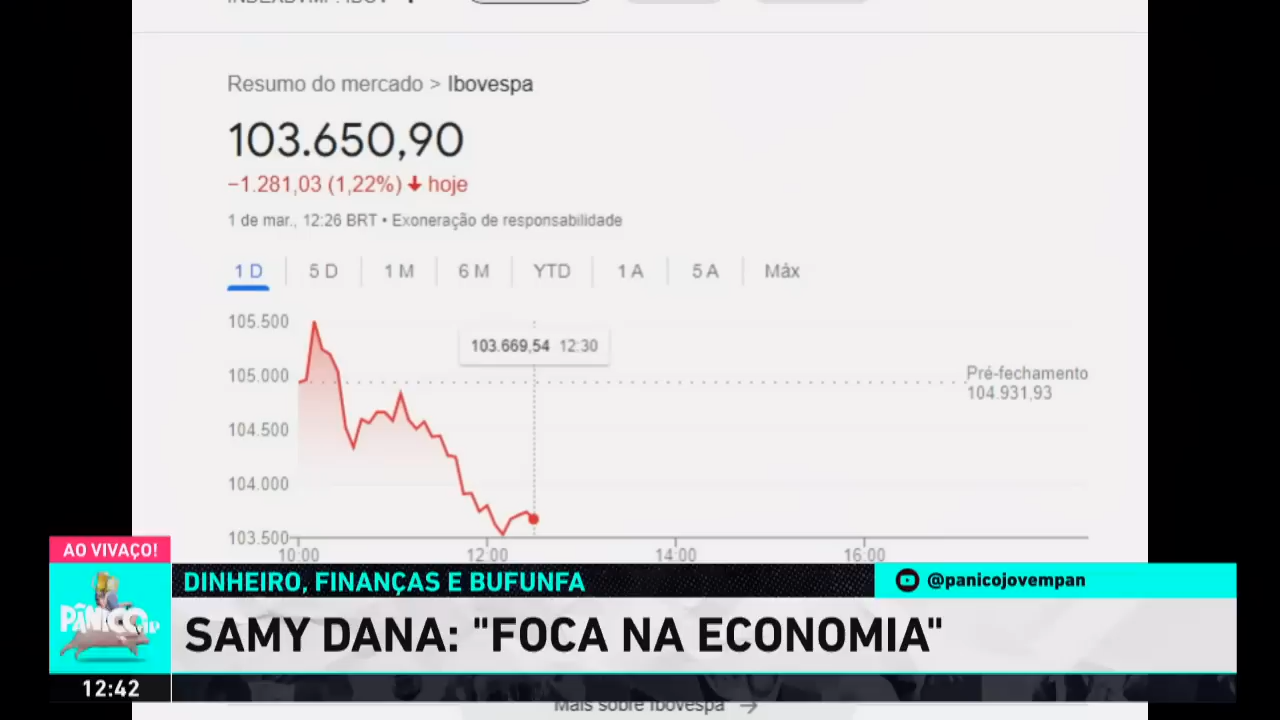 Resumo do mercado > Ibovespa
103.650,90
−1.281,03 (1,22%) ↓ hoje
1 de mar., 12:26 BRT • Exoneração de responsabilidade
1 D
5 D
1 M
6 M
YTD
1 A
5 A
Máx
105.500
105.000
104.500
104.000
103.500
103.669,54 12:30
Pré-fechamento
104.931,93
10:00
12:00
14:00
16:00
AO VIVAÇO!
DINHEIRO, FINANÇAS E BUFUNFA
@panicojovempan
PÂNICO JP
SAMY DANA: "FOCA NA ECONOMIA"
12:42
Mais sobre Ibovespa →